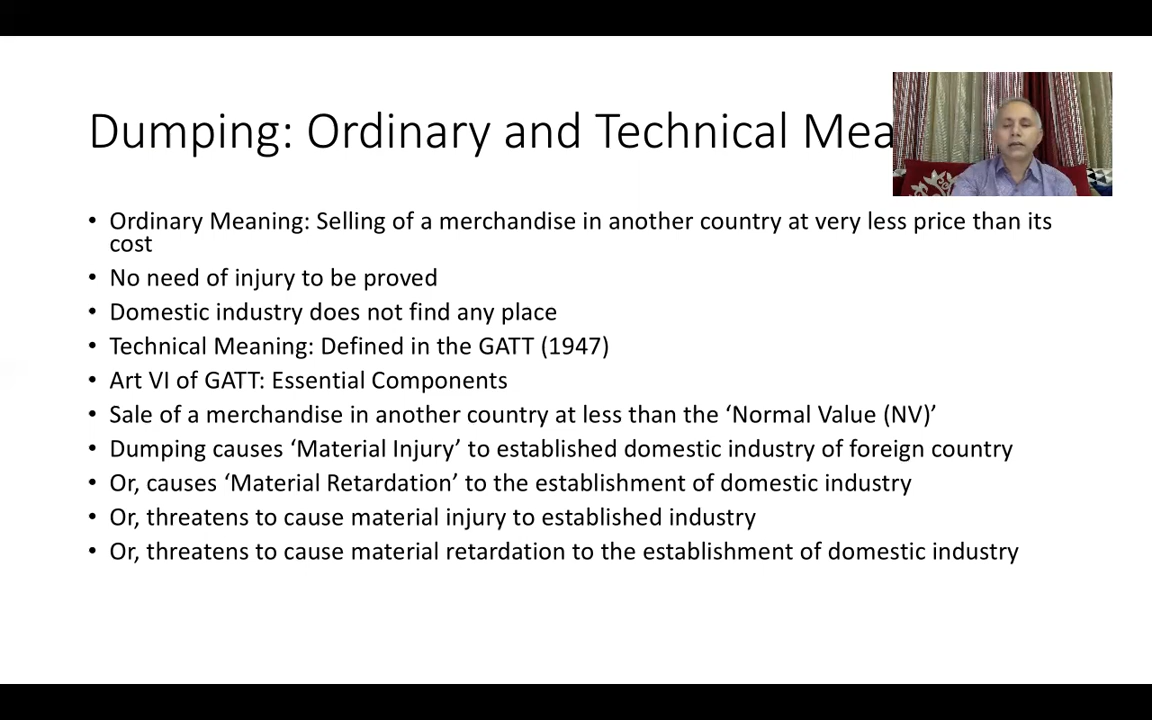 Dumping: Ordinary and Technical Mea
• Ordinary Meaning: Selling of a merchandise in another country at very less price than its
cost
• No need of injury to be proved
• Domestic industry does not find any place
• Technical Meaning: Defined in the GATT (1947)
• Art VI of GATT: Essential Components
• Sale of a merchandise in another country at less than the ‘Normal Value (NV)’
• Dumping causes ‘Material Injury’ to established domestic industry of foreign country
• Or, causes ‘Material Retardation’ to the establishment of domestic industry
• Or, threatens to cause material injury to established industry
• Or, threatens to cause material retardation to the establishment of domestic industry